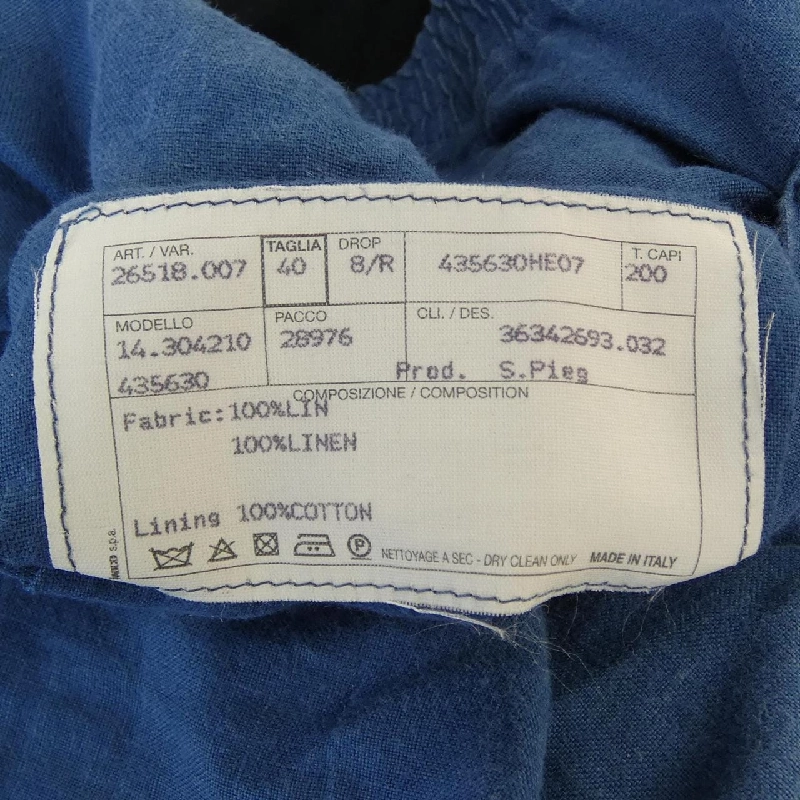 ART. / VAR. TAGLIA DROP T. CAPI
26518.007 40 8/R 435630HE07 200
MODELLO PACCO CLI. / DES.
14.304210 28976 36342693.032
435630 Prod. S.Pieg
COMPOSIZIONE / COMPOSITION
Fabric:100%LIN
100%LINEN
Lining 100%COTTON
P NETTOYAGE A SEC - DRY CLEAN ONLY MADE IN ITALY
s.p.a.